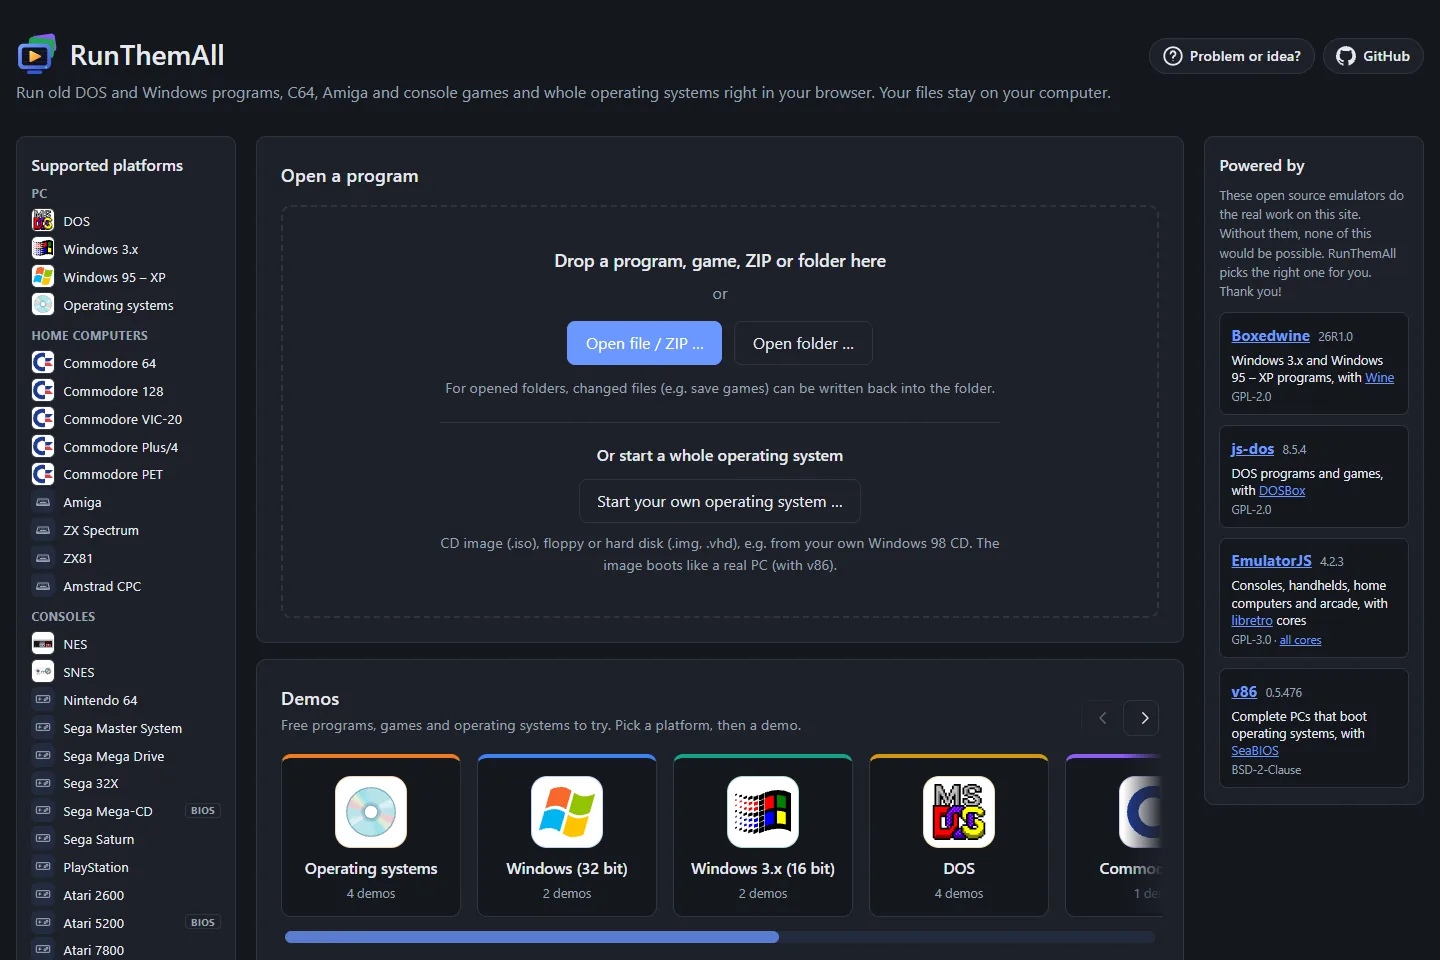 RunThemAll
Problem or idea?
GitHub
Run old DOS and Windows programs, C64, Amiga and console games and whole operating systems right in your browser. Your files stay on your computer.
Supported platforms
PC
DOS
Windows 3.x
Windows 95 – XP
Operating systems
HOME COMPUTERS
Commodore 64
Commodore 128
Commodore VIC-20
Commodore Plus/4
Commodore PET
Amiga
ZX Spectrum
ZX81
Amstrad CPC
CONSOLES
NES
SNES
Nintendo 64
Sega Master System
Sega Mega Drive
Sega 32X
Sega Mega-CD BIOS
Sega Saturn
PlayStation
Atari 2600
Atari 5200 BIOS
Atari 7800
Open a program
Drop a program, game, ZIP or folder here
or
Open file / ZIP ...
Open folder ...
For opened folders, changed files (e.g. save games) can be written back into the folder.
Or start a whole operating system
Start your own operating system ...
CD image (.iso), floppy or hard disk (.img, .vhd), e.g. from your own Windows 98 CD. The
image boots like a real PC (with v86).
Demos
Free programs, games and operating systems to try. Pick a platform, then a demo.
Operating systems
4 demos
Windows (32 bit)
2 demos
Windows 3.x (16 bit)
2 demos
MS
DOS
DOS
4 demos
Commo
1 de
Powered by
These open source emulators do
the real work on this site.
Without them, none of this
would be possible. RunThemAll
picks the right one for you.
Thank you!
Boxedwine 26R1.0
Windows 3.x and Windows
95 – XP programs, with Wine
GPL-2.0
js-dos 8.5.4
DOS programs and games,
with DOSBox
GPL-2.0
EmulatorJS 4.2.3
Consoles, handhelds, home
computers and arcade, with
libretro cores
GPL-3.0 · all cores
v86 0.5.476
Complete PCs that boot
operating systems, with
SeaBIOS
BSD-2-Clause